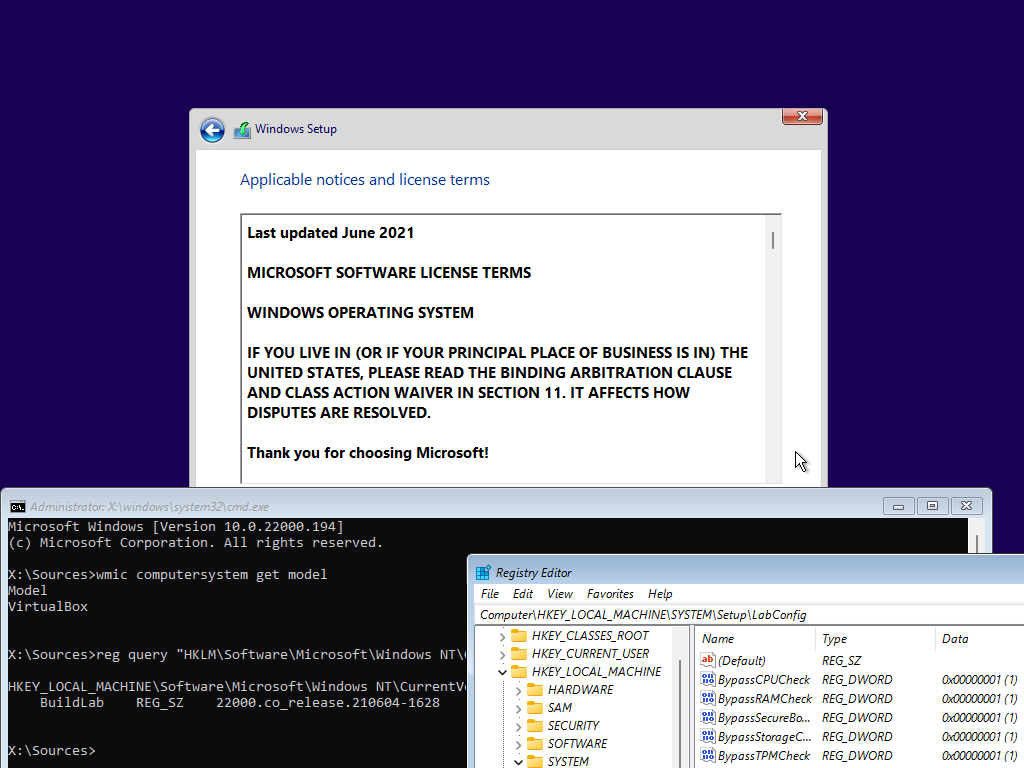 Windows Setup
Applicable notices and license terms
Last updated June 2021
MICROSOFT SOFTWARE LICENSE TERMS
WINDOWS OPERATING SYSTEM
IF YOU LIVE IN (OR IF YOUR PRINCIPAL PLACE OF BUSINESS IS IN) THE
UNITED STATES, PLEASE READ THE BINDING ARBITRATION CLAUSE
AND CLASS ACTION WAIVER IN SECTION 11. IT AFFECTS HOW
DISPUTES ARE RESOLVED.
Thank you for choosing Microsoft!
Administrator: X:\windows\system32\cmd.exe
Microsoft Windows [Version 10.0.22000.194]
(c) Microsoft Corporation. All rights reserved.
X:\Sources>wmic computersystem get model
Model
VirtualBox
X:\Sources>reg query "HKLM\Software\Microsoft\Windows NT\
HKEY_LOCAL_MACHINE\Software\Microsoft\Windows NT\CurrentVe
BuildLab REG_SZ 22000.co_release.210604-1628
X:\Sources>
Registry Editor
File Edit View Favorites Help
Computer\HKEY_LOCAL_MACHINE\SYSTEM\Setup\LabConfig
HKEY_CLASSES_ROOT
HKEY_CURRENT_USER
HKEY_LOCAL_MACHINE
HARDWARE
SAM
SECURITY
SOFTWARE
SYSTEM
Name Type Data
(Default) REG_SZ
BypassCPUCheck REG_DWORD 0x00000001 (1)
BypassRAMCheck REG_DWORD 0x00000001 (1)
BypassSecureBo... REG_DWORD 0x00000001 (1)
BypassStorageC... REG_DWORD 0x00000001 (1)
BypassTPMCheck REG_DWORD 0x00000001 (1)